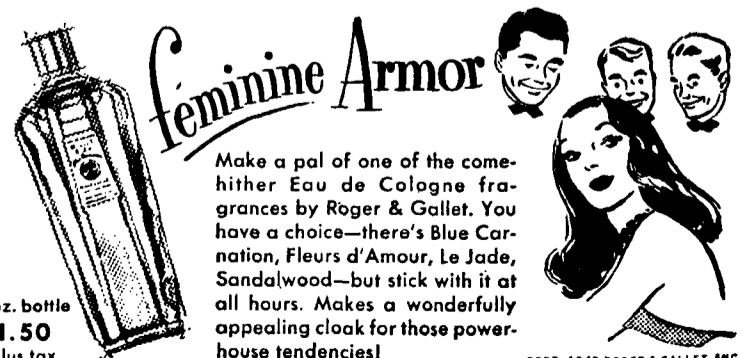 feminine Armor
Make a pal of one of the come-
hither Eau de Cologne fra-
grances by Roger & Gallet. You
have a choice—there's Blue Car-
nation, Fleurs d'Amour, Le Jade,
Sandalwood—but stick with it at
all hours. Makes a wonderfully
appealing cloak for those power-
house tendencies!
oz. bottle
1.50
plus tax
ROGER & GALLET